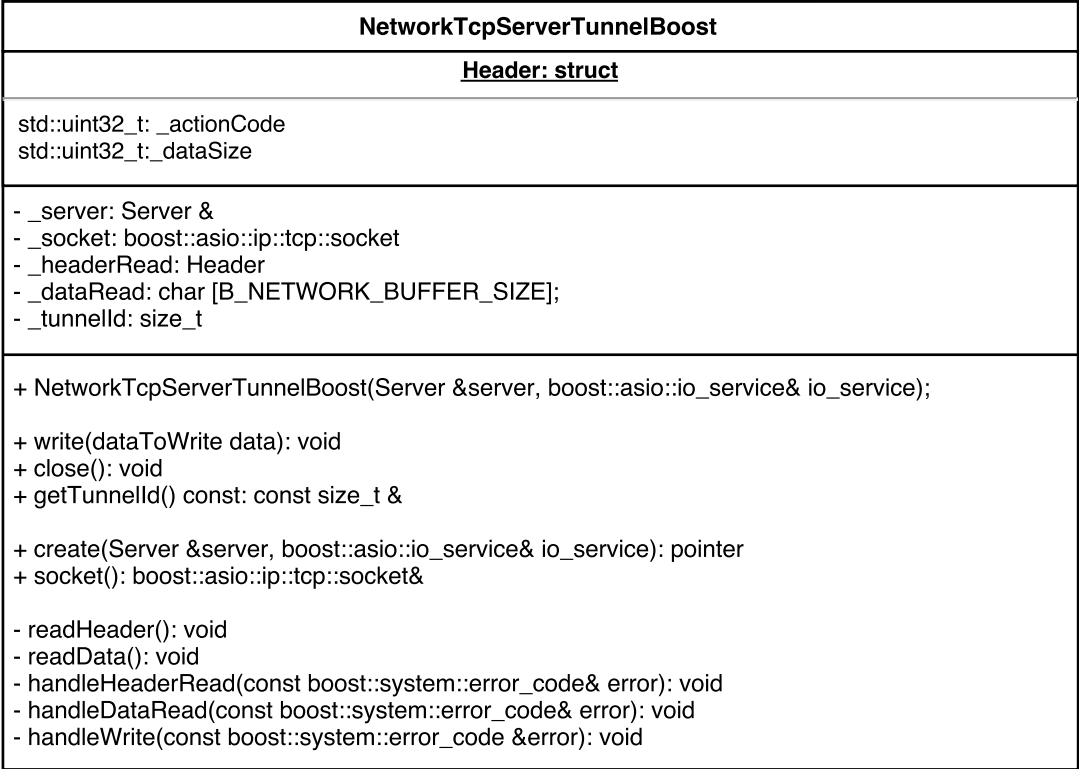 NetworkTcpServerTunnelBoost
Header: struct
std::uint32_t: _actionCode
std::uint32_t:_dataSize
- _server: Server &
- _socket: boost::asio::ip::tcp::socket
- _headerRead: Header
- _dataRead: char [B_NETWORK_BUFFER_SIZE];
- _tunnelId: size_t
+ NetworkTcpServerTunnelBoost(Server &server, boost::asio::io_service& io_service);
+ write(dataToWrite data): void
+ close(): void
+ getTunnelId() const: const size_t &
+ create(Server &server, boost::asio::io_service& io_service): pointer
+ socket(): boost::asio::ip::tcp::socket&
- readHeader(): void
- readData(): void
- handleHeaderRead(const boost::system::error_code& error): void
- handleDataRead(const boost::system::error_code& error): void
- handleWrite(const boost::system::error_code &error): void